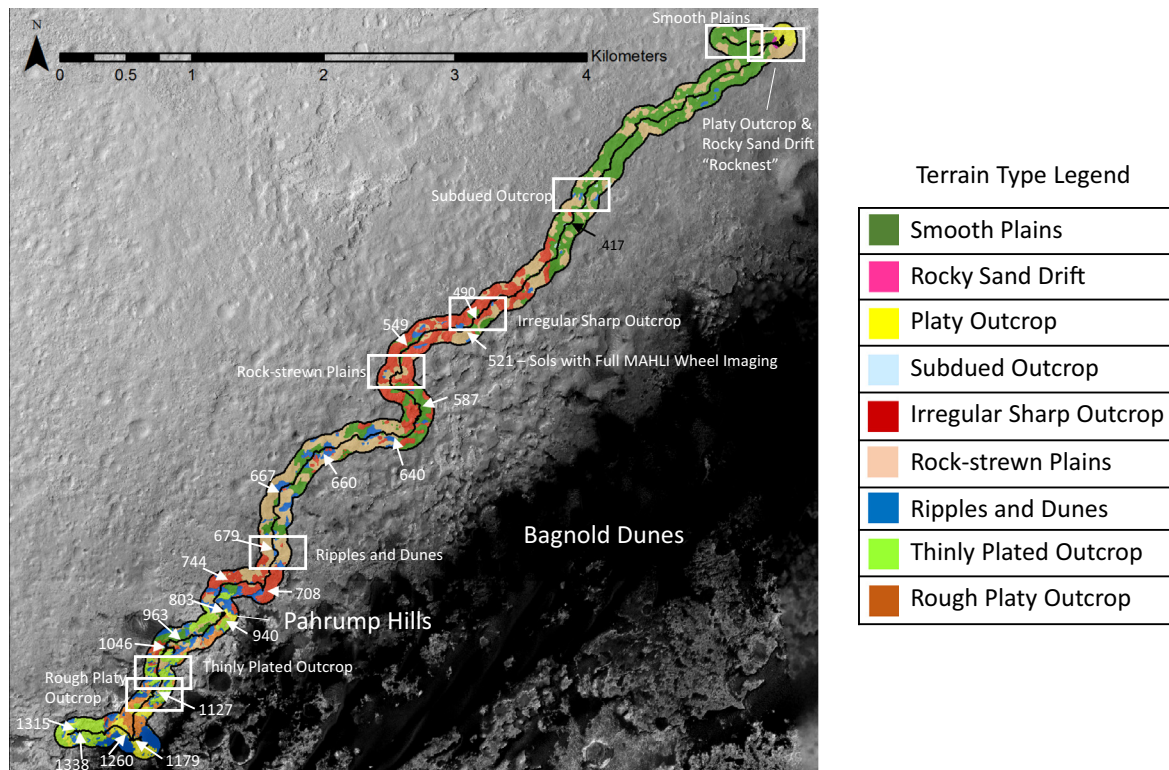 N
Kilometers
0
0.5
1
2
3
4
Smooth Plains
Platy Outcrop &
Rocky Sand Drift
“Rocknest”
Subdued Outcrop
417
490
Irregular Sharp Outcrop
549
521 – Sols with Full MAHLI Wheel Imaging
Rock-strewn Plains
587
640
660
667
Bagnold Dunes
679
Ripples and Dunes
744
708
803
Pahrump Hills
963
940
1046
Thinly Plated Outcrop
Rough Platy
Outcrop
1127
1315
1338
1260
1179
Terrain Type Legend
Smooth Plains
Rocky Sand Drift
Platy Outcrop
Subdued Outcrop
Irregular Sharp Outcrop
Rock-strewn Plains
Ripples and Dunes
Thinly Plated Outcrop
Rough Platy Outcrop